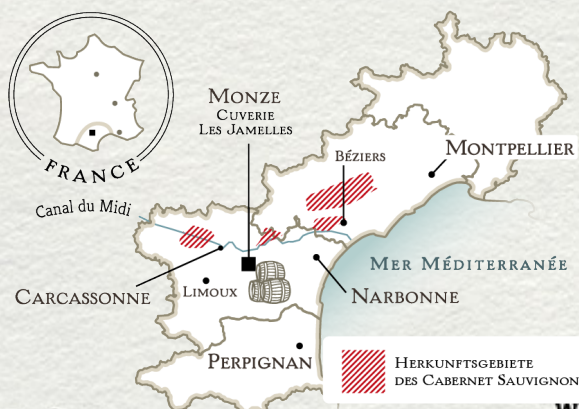 FRANCE
MONZE
CUVERIE
LES JAMELLES
BÉZIERS
MONTPELLIER
Canal du Midi
MER MÉDITERRANÉE
CARCASSONNE
LIMOUX
NARBONNE
PERPIGNAN
HERKUNFTSGEBIETE
DES CABERNET SAUVIGNON